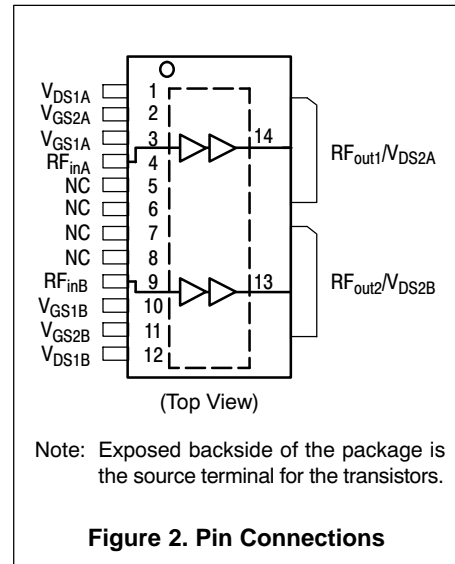 V_DS1A 1
V_GS2A 2
V_GS1A 3 14 RF_out1/V_DS2A
RF_inA 4
NC 5
NC 6
NC 7
NC 8
RF_inB 9 13 RF_out2/V_DS2B
V_GS1B 10
V_GS2B 11
V_DS1B 12
(Top View)
Note: Exposed backside of the package is
the source terminal for the transistors.
Figure 2. Pin Connections